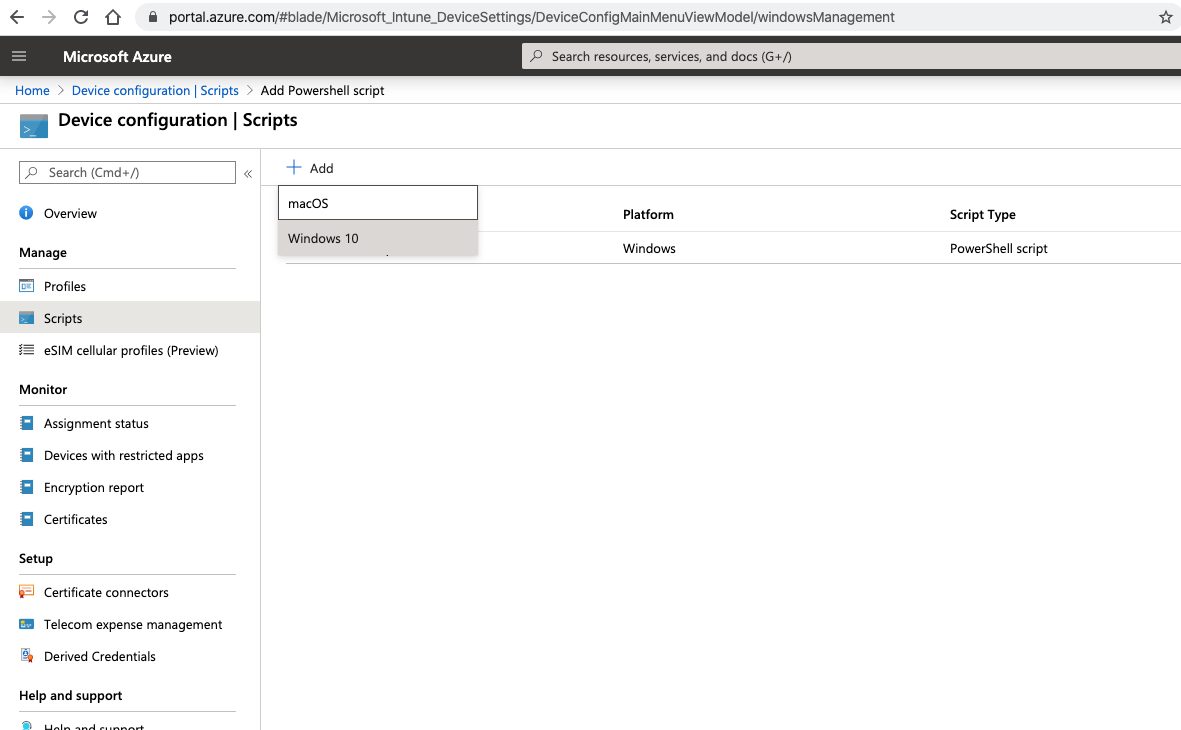 portal.azure.com/#blade/Microsoft_Intune_DeviceSettings/DeviceConfigMainMenuViewModel/windowsManagement
Microsoft Azure
Search resources, services, and docs (G+/)
Home > Device configuration | Scripts > Add Powershell script
Device configuration | Scripts
Search (Cmd+/)
«
Overview
Manage
Profiles
Scripts
eSIM cellular profiles (Preview)
Monitor
Assignment status
Devices with restricted apps
Encryption report
Certificates
Setup
Certificate connectors
Telecom expense management
Derived Credentials
Help and support
Help and support
Add
macOS
Windows 10
Platform Script Type
Windows PowerShell script